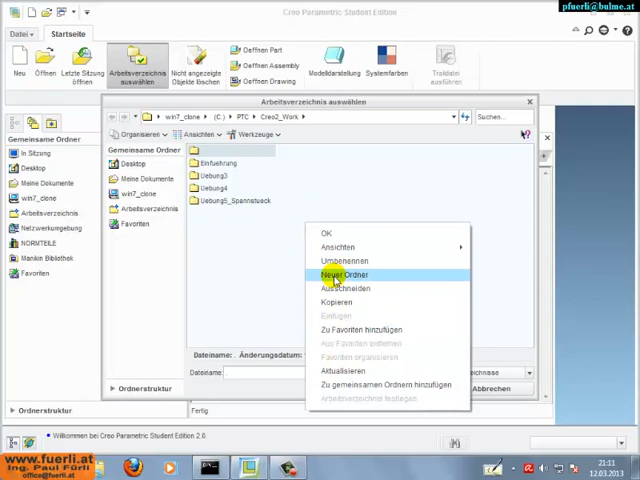 pfuerli@bulme.at
Creo Parametric Student Edition
Datei
Startseite
Neu
Öffnen
Letzte Sitzung öffnen
Arbeitsverzeichnis auswählen
Nicht angezeigte Objekte löschen
Oeffnen Part
Oeffnen Assembly
Oeffnen Drawing
Modelldarstellung
Systemfarben
Traildatei ausführen
Gemeinsame Ordner
In Sitzung
Desktop
Meine Dokumente
win7_clone
Arbeitsverzeichnis
Netzwerkumgebung
NORMTEILE
Manikin Bibliothek
Favoriten
Ordnerstruktur
Arbeitsverzeichnis auswählen
win7_clone
(C:)
PTC
Creo2_Work
Suchen...
Organisieren
Ansichten
Werkzeuge
Gemeinsame Ordner
Desktop
Meine Dokumente
win7_clone
Arbeitsverzeichnis
Favoriten
Ordnerstruktur
Einfuehrung
Uebung3
Uebung4
Uebung5_Spannstueck
Dateiname: . Änderungsdatum:
Dateiname:
Abbrechen
OK
Ansichten
Umbenennen
Neuer Ordner
Ausschneiden
Kopieren
Einfügen
Zu Favoriten hinzufügen
Aus Favoriten entfernen
Favoriten organisieren
Aktualisieren
Zu gemeinsamen Ordnern hinzufügen
Arbeitsverzeichnis festlegen
Fertig
Willkommen bei Creo Parametric Student Edition 2.0
www.fuerli.at
Ing. Paul Fürli
office@fuerli.at
21:11
12.03.2013